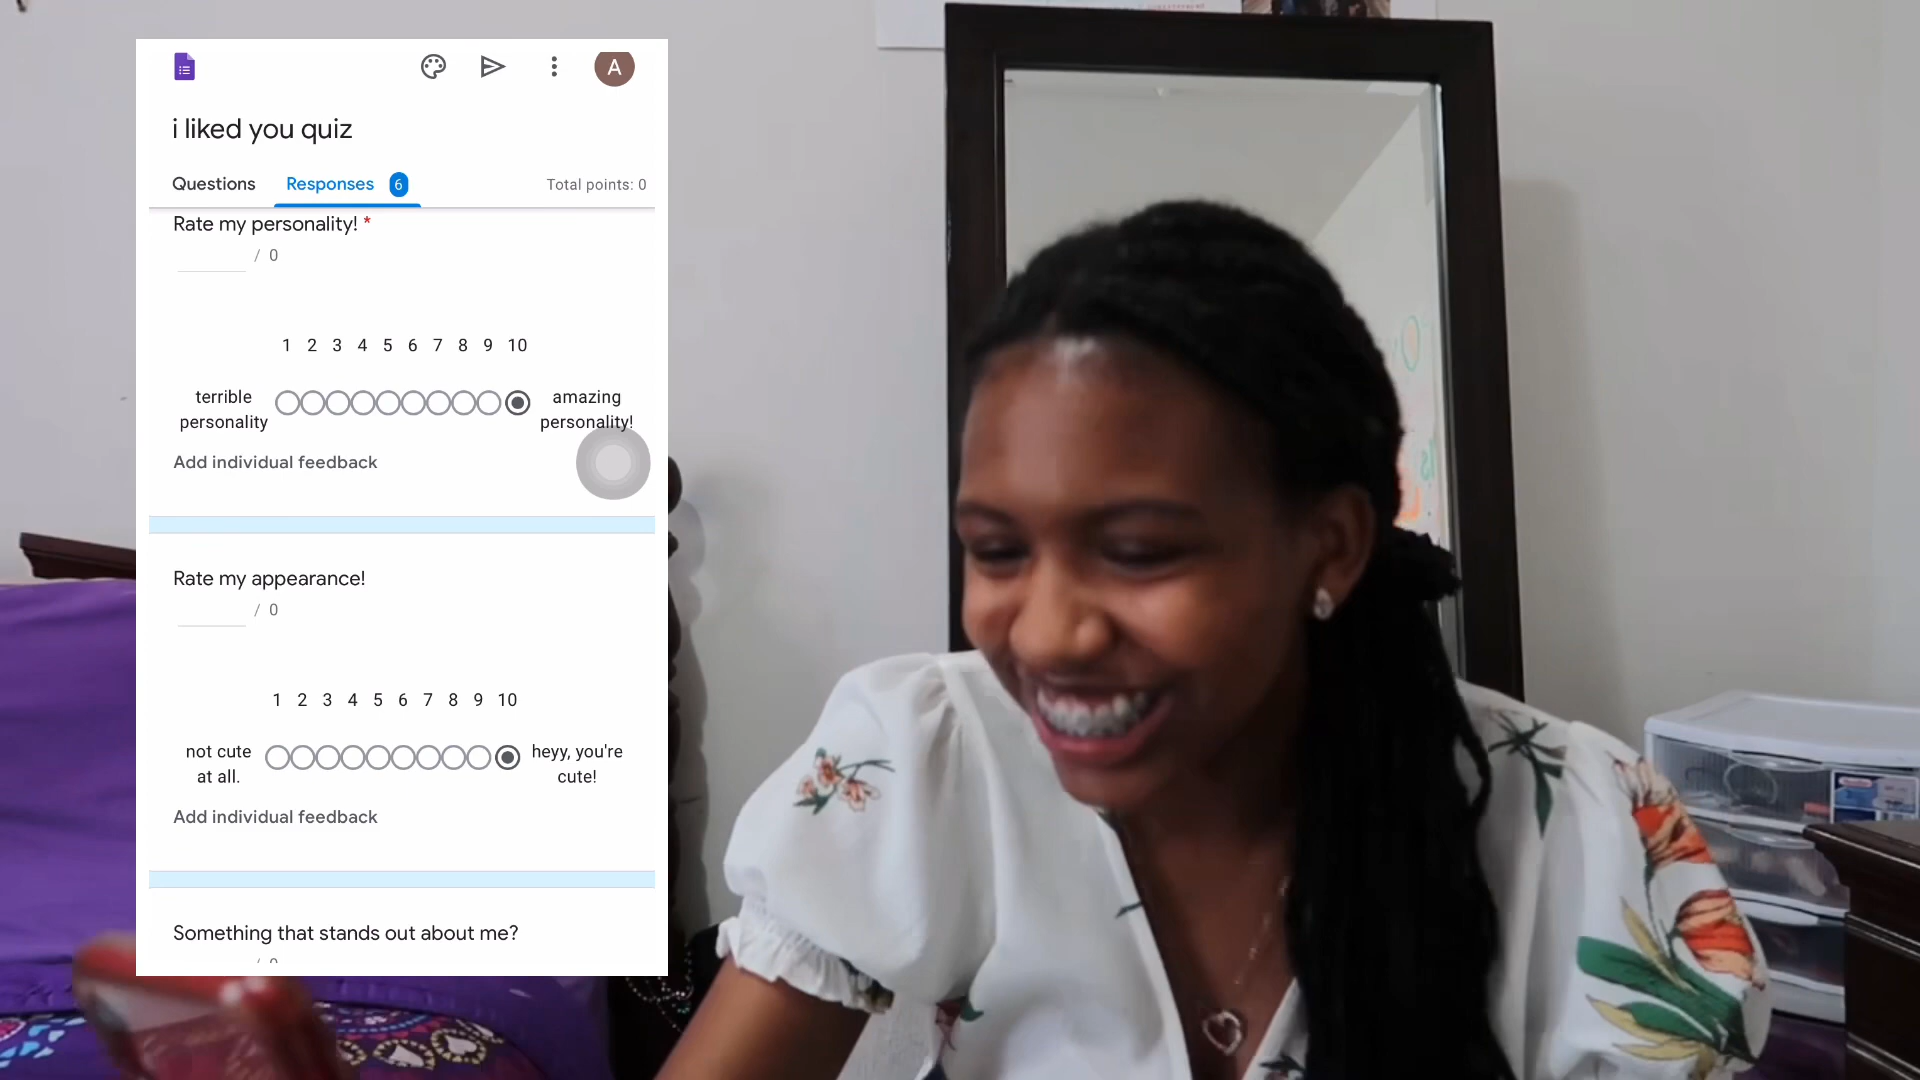 A
i liked you quiz
Questions Responses 6 Total points: 0
Rate my personality! *
/ 0
1 2 3 4 5 6 7 8 9 10
terrible personality
amazing personality!
Add individual feedback
Rate my appearance!
/ 0
1 2 3 4 5 6 7 8 9 10
not cute at all.
heyy, you're cute!
Add individual feedback
Something that stands out about me?
/ 0